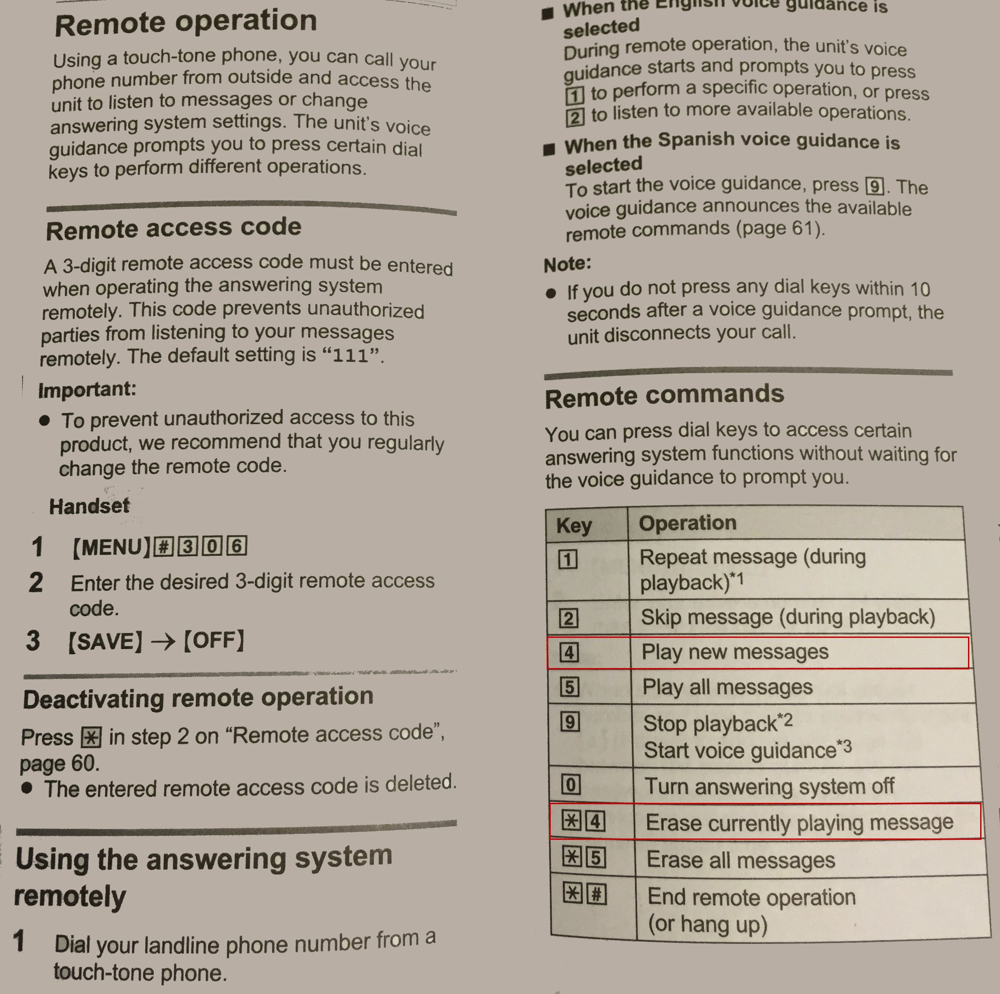 Remote operation
Using a touch-tone phone, you can call your
phone number from outside and access the
unit to listen to messages or change
answering system settings. The unit's voice
guidance prompts you to press certain dial
keys to perform different operations.
Remote access code
A 3-digit remote access code must be entered
when operating the answering system
remotely. This code prevents unauthorized
parties from listening to your messages
remotely. The default setting is “111”.
Important:
● To prevent unauthorized access to this
product, we recommend that you regularly
change the remote code.
Handset
1 【MENU】[#][3][0][6]
2 Enter the desired 3-digit remote access
code.
3 【SAVE】 → 【OFF】
Deactivating remote operation
Press [*] in step 2 on “Remote access code”,
page 60.
● The entered remote access code is deleted.
Using the answering system
remotely
1 Dial your landline phone number from a
touch-tone phone.
■ When the English voice guidance is
selected
During remote operation, the unit's voice
guidance starts and prompts you to press
[1] to perform a specific operation, or press
[2] to listen to more available operations.
■ When the Spanish voice guidance is
selected
To start the voice guidance, press [9]. The
voice guidance announces the available
remote commands (page 61).
Note:
● If you do not press any dial keys within 10
seconds after a voice guidance prompt, the
unit disconnects your call.
Remote commands
You can press dial keys to access certain
answering system functions without waiting for
the voice guidance to prompt you.
Key Operation
[1] Repeat message (during
playback)*1
[2] Skip message (during playback)
[4] Play new messages
[5] Play all messages
[9] Stop playback*2
Start voice guidance*3
[0] Turn answering system off
[*][4] Erase currently playing message
[*][5] Erase all messages
[*][#] End remote operation
(or hang up)